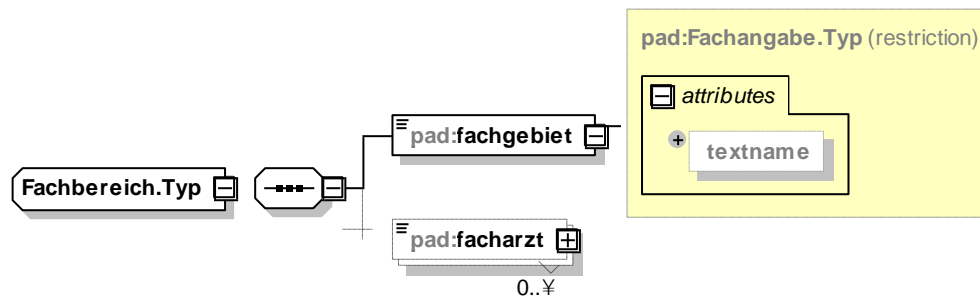 pad:Fachangabe.Typ (restriction)
attributes
pad:fachgebiet
textname
Fachbereich.Typ
pad:facharzt
0..¥